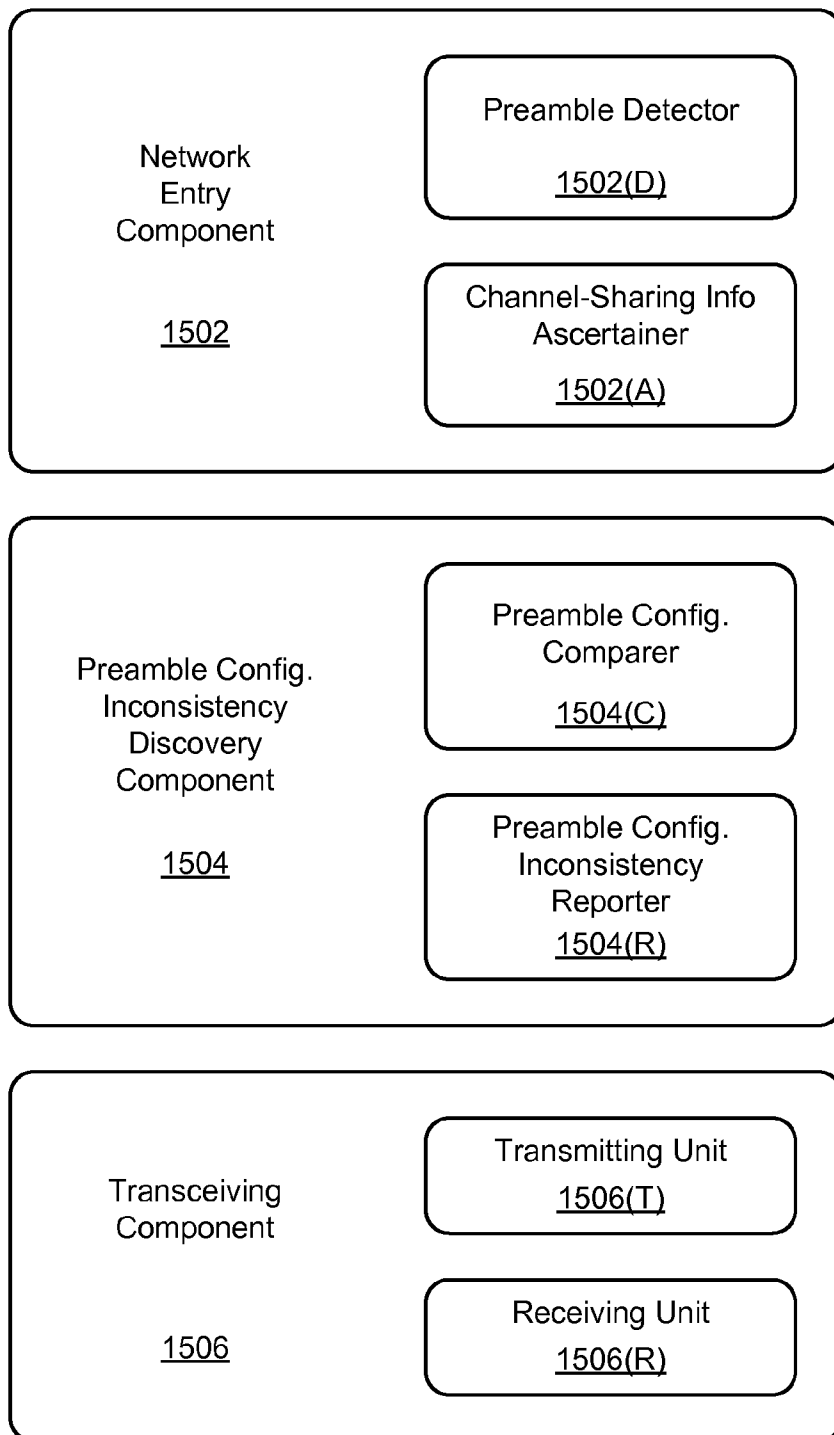 Network
Entry
Component
1502
Preamble Detector
1502(D)
Channel-Sharing Info
Ascertainer
1502(A)
Preamble Config.
Inconsistency
Discovery
Component
1504
Preamble Config.
Comparer
1504(C)
Preamble Config.
Inconsistency
Reporter
1504(R)
Transceiving
Component
1506
Transmitting Unit
1506(T)
Receiving Unit
1506(R)